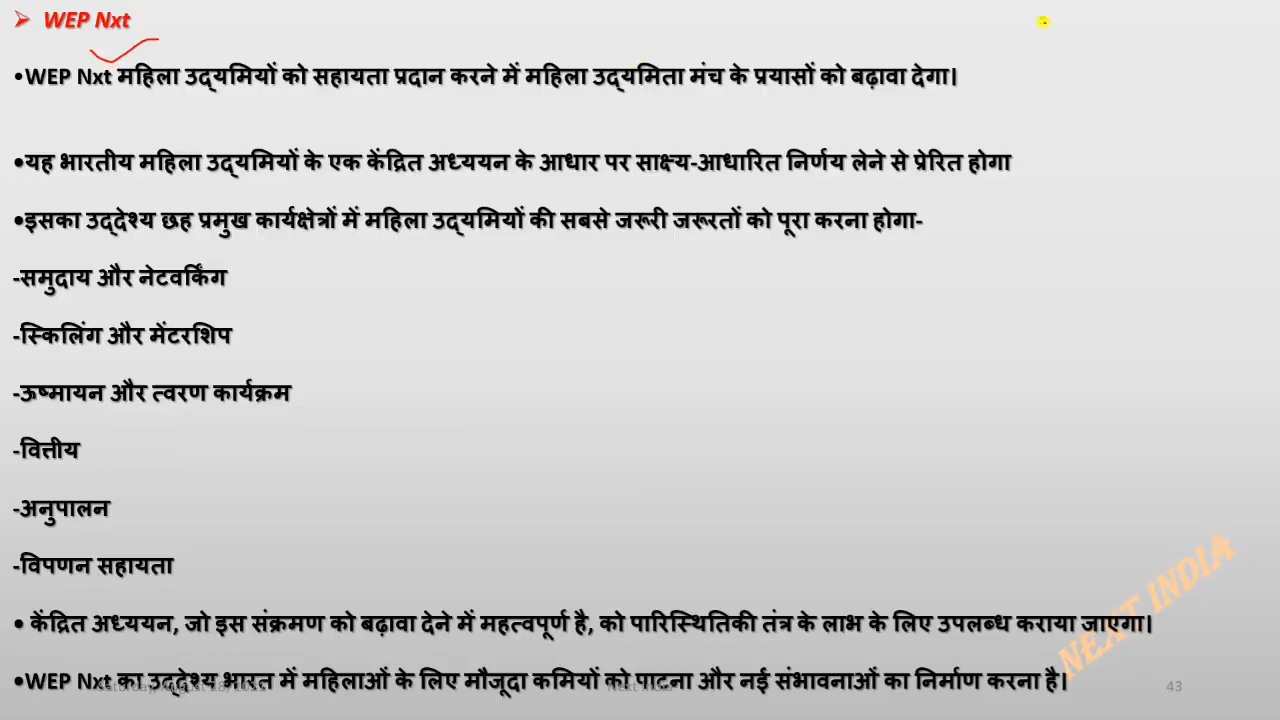 ➢ WEP Nxt
•WEP Nxt महिला उद्यमियों को सहायता प्रदान करने में महिला उद्यमिता मंच के प्रयासों को बढ़ावा देगा।
•यह भारतीय महिला उद्यमियों के एक केंद्रित अध्ययन के आधार पर साक्ष्य-आधारित निर्णय लेने से प्रेरित होगा
•इसका उद्देश्य छह प्रमुख कार्यक्षेत्रों में महिला उद्यमियों की सबसे जरूरी जरूरतों को पूरा करना होगा-
-समुदाय और नेटवर्किंग
-स्किलिंग और मेंटरशिप
-ऊष्मायन और त्वरण कार्यक्रम
-वित्तीय
-अनुपालन
-विपणन सहायता
• केंद्रित अध्ययन, जो इस संक्रमण को बढ़ावा देने में महत्वपूर्ण है, को पारिस्थितिकी तंत्र के लाभ के लिए उपलब्ध कराया जाएगा।
•WEP Nxt का उद्देश्य भारत में महिलाओं के लिए मौजूदा कमियों को पाटना और नई संभावनाओं का निर्माण करना है।
43
NEXT INDIA